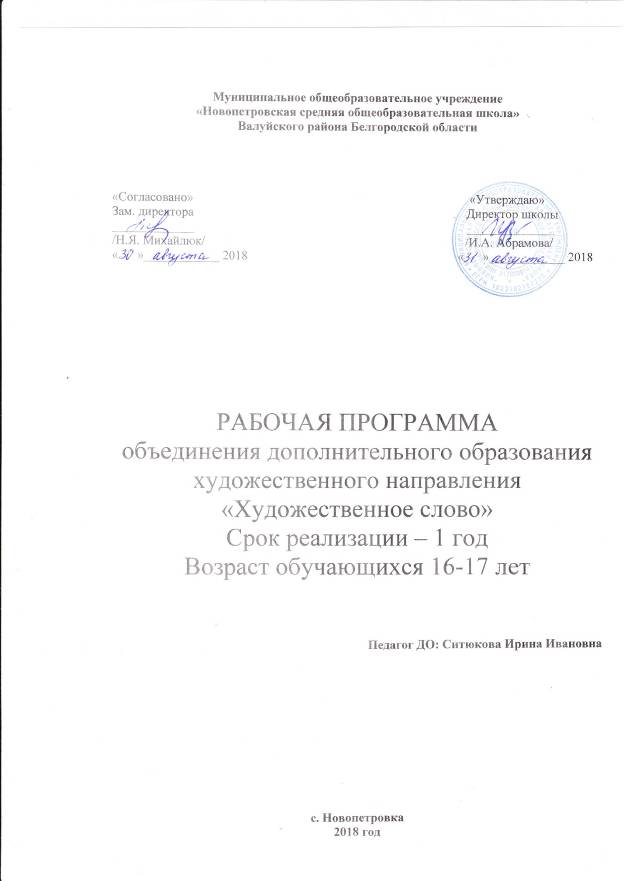 Муниципальное общеобразовательное учреждение
«Новопетровская средняя общеобразовательная школа»
Валуйского района Белгородской области
«Согласовано»
Зам. директора
/Н.Я. Михайлюк/
«30» августа 2018
«Утверждаю»
Директор школы
/И.А. Абрамова/
«31» августа 2018
РАБОЧАЯ ПРОГРАММА
объединения дополнительного образования
художественного направления
«Художественное слово»
Срок реализации – 1 год
Возраст обучающихся 16-17 лет
Педагог ДО: Ситюкова Ирина Ивановна
с. Новопетровка
2018 год